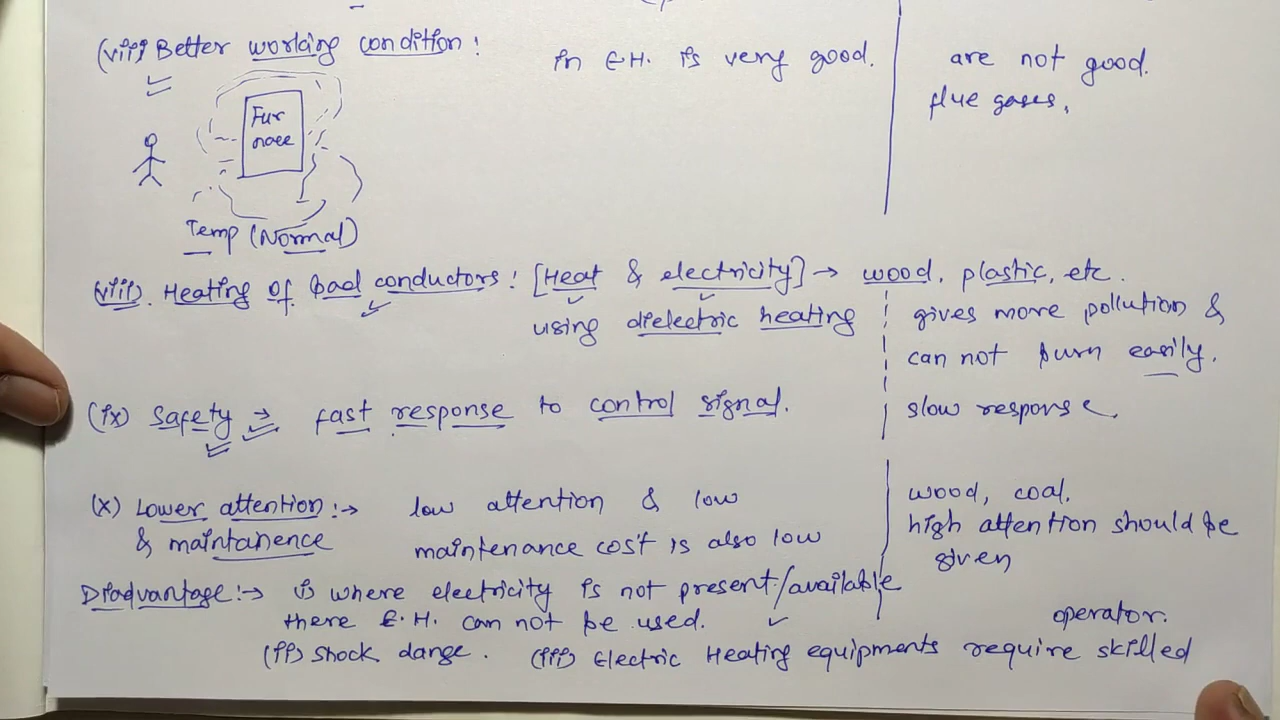 (viii) Better working condition : in E.H. is very good. are not good.
flue gases,
Fur
nace
Temp (Normal)
(viii). Heating of bad conductors : [Heat & electricity] → wood, plastic, etc.
using dielectric heating gives more pollution &
can not burn easily.
(ix) Safety → fast response to control signal. slow response
(x) Lower attention :→ low attention & low wood, coal,
& maintanence maintenance cost is also low high attention should be
given
Disadvantage :→ is where electricity is not present/available
there E.H. can not be used. operator.
(ii) Shock dange. (iii) Electric Heating equipments require skilled